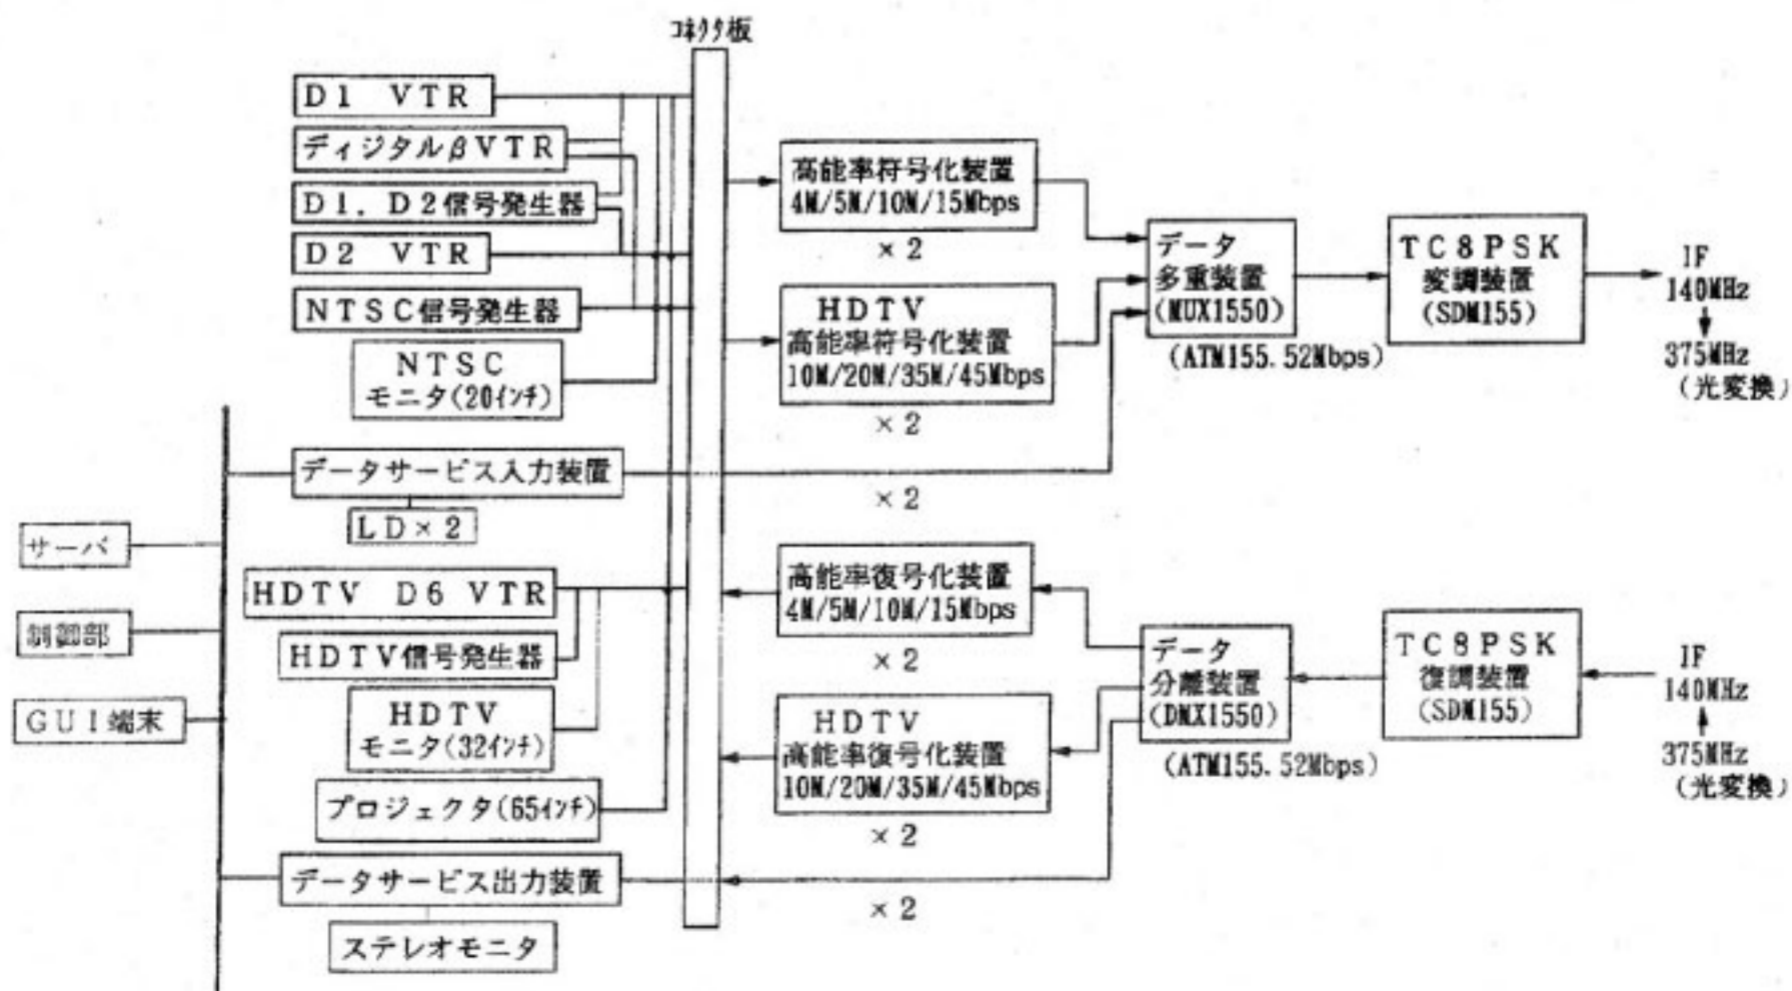 コネクタ板
D1 VTR
ディジタルβVTR
D1,D2信号発生器
D2 VTR
NTSC信号発生器
NTSC
モニタ(20インチ)
データサービス入力装置
LD×2
サーバ
制御部
GUI端末
HDTV D6 VTR
HDTV信号発生器
HDTV
モニタ(32インチ)
プロジェクタ(65インチ)
データサービス出力装置
ステレオモニタ
高能率符号化装置
4M/5M/10M/15Mbps
×2
HDTV
高能率符号化装置
10M/20M/35M/45Mbps
×2
×2
データ
多重装置
(MUX1550)
(ATM155.52Mbps)
TC8PSK
変調装置
(SDM155)
IF
140MHz
375MHz
(光変換)
高能率復号化装置
4M/5M/10M/15Mbps
×2
HDTV
高能率復号化装置
10M/20M/35M/45Mbps
×2
×2
データ
分離装置
(DMX1550)
(ATM155.52Mbps)
TC8PSK
復調装置
(SDM155)
IF
140MHz
375MHz
(光変換)